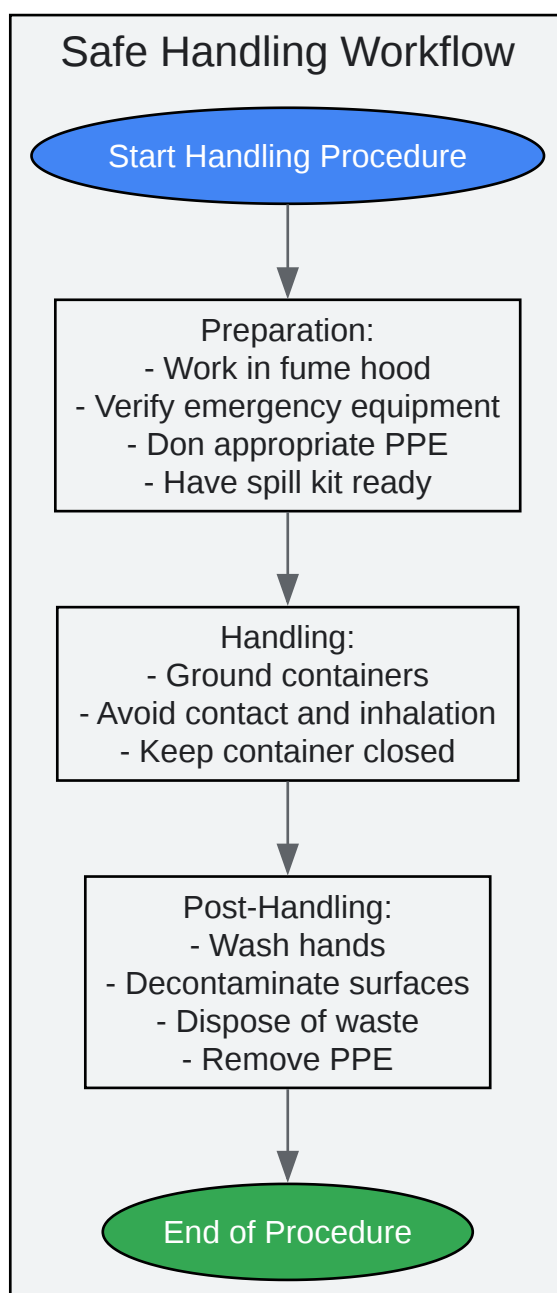 Safe Handling Workflow
Start Handling Procedure
Preparation:
- Work in fume hood
- Verify emergency equipment
- Don appropriate PPE
- Have spill kit ready
Handling:
- Ground containers
- Avoid contact and inhalation
- Keep container closed
Post-Handling:
- Wash hands
- Decontaminate surfaces
- Dispose of waste
- Remove PPE
End of Procedure